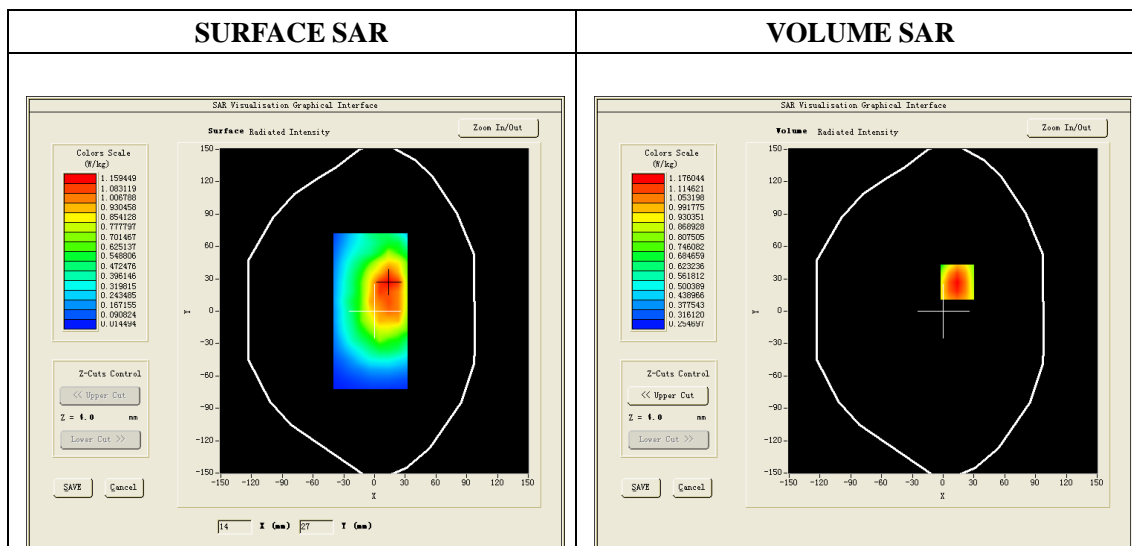 SURFACE SAR
VOLUME SAR
SAR Visualisation Graphical Interface
Surface Radiated Intensity
Zoom In/Out
Colors Scale
(W/kg)
1.159449
1.083119
1.006788
0.930458
0.854128
0.777797
0.701467
0.625137
0.548806
0.472476
0.396146
0.319815
0.243485
0.167155
0.090824
0.014494
150
120
90
60
30
0
-30
-60
-90
-120
-150
Y
-150 -120 -90 -60 -30 0 30 60 90 120 150
X
Z-Cuts Control
<< Upper Cut
Z = 4.0 mm
Lower Cut >>
SAVE Cancel
14 X (mm) 27 Y (mm)
SAR Visualisation Graphical Interface
Volume Radiated Intensity
Zoom In/Out
Colors Scale
(W/kg)
1.176044
1.114621
1.053198
0.991775
0.930351
0.868928
0.807505
0.746082
0.684659
0.623236
0.561812
0.500389
0.438966
0.377543
0.316120
0.254697
150
120
90
60
30
0
-30
-60
-90
-120
-150
Y
-150 -120 -90 -60 -30 0 30 60 90 120 150
X
Z-Cuts Control
<< Upper Cut
Z = 4.0 mm
Lower Cut >>
SAVE Cancel